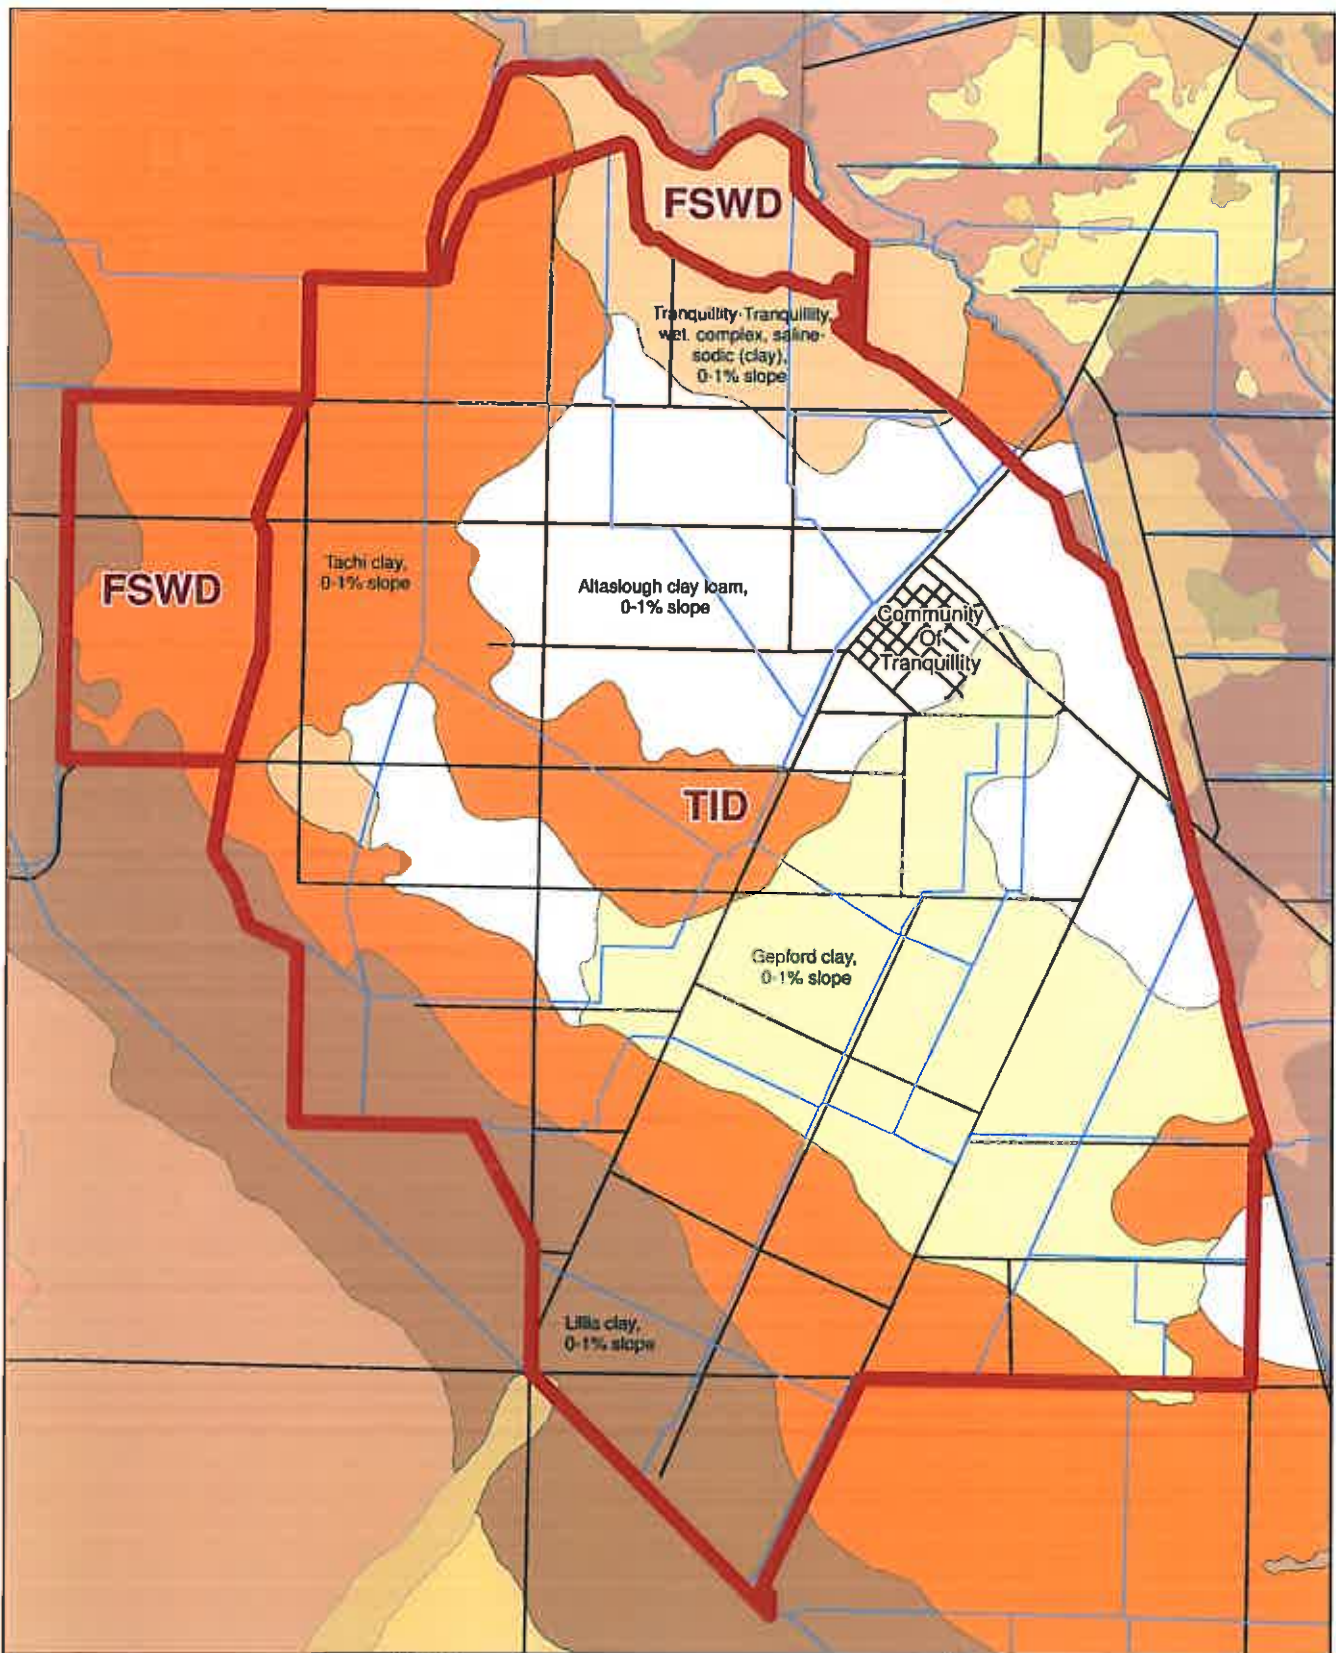 FSWD
Tranquillity-Tranquillity,
wet, complex, saline-
sodic (clay),
0-1% slope
FSWD
Tachi clay,
0-1% slope
Altaslough clay loam,
0-1% slope
Community
Of
Tranquillity
TID
Gepford clay,
0-1% slope
Lillis clay,
0-1% slope